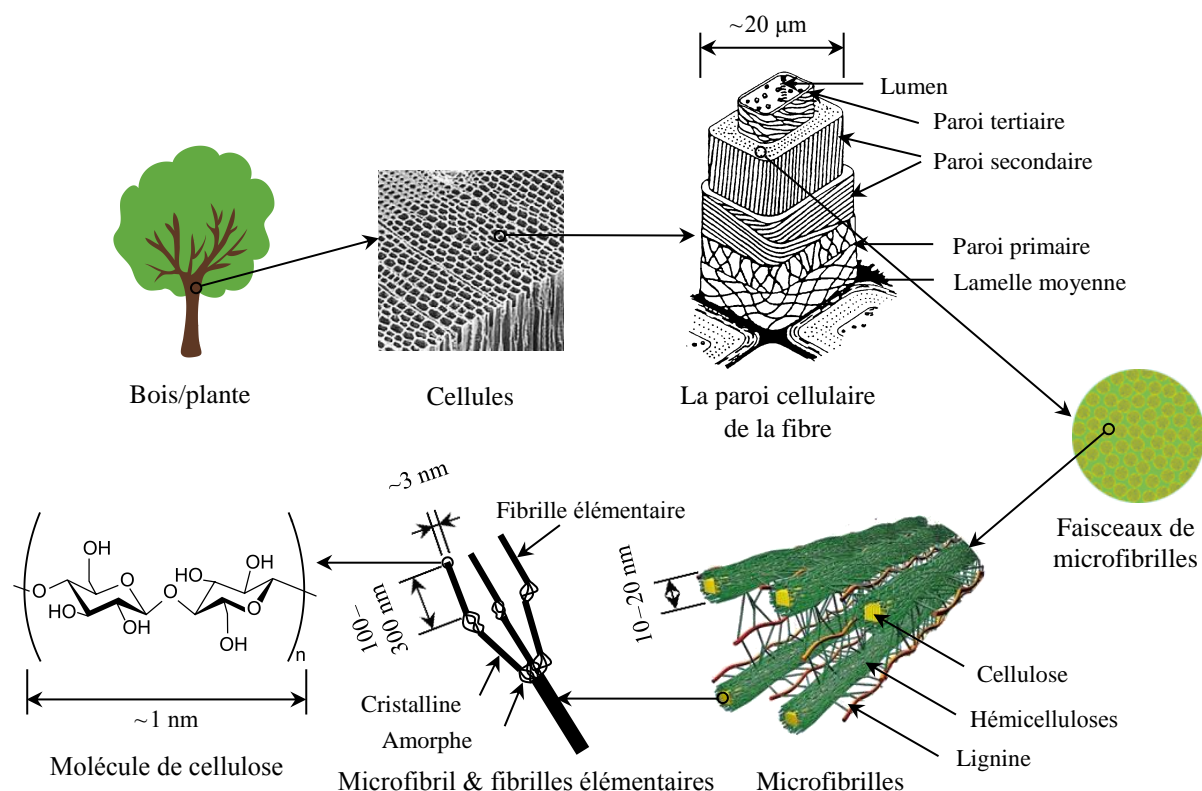 ~20 μm
Lumen
Paroi tertiaire
Paroi secondaire
Paroi primaire
Lamelle moyenne
Bois/plante
Cellules
La paroi cellulaire
de la fibre
Faisceaux de
microfibrilles
~3 nm
Fibrille élémentaire
100–
300 nm
Cristalline
Amorphe
10–20 nm
Cellulose
Hémicelluloses
Lignine
OH
O
HO
OH
O
O
OH
HO
HO
O
OH
O
n
~1 nm
Molécule de cellulose
Microfibril & fibrilles élémentaires
Microfibrilles